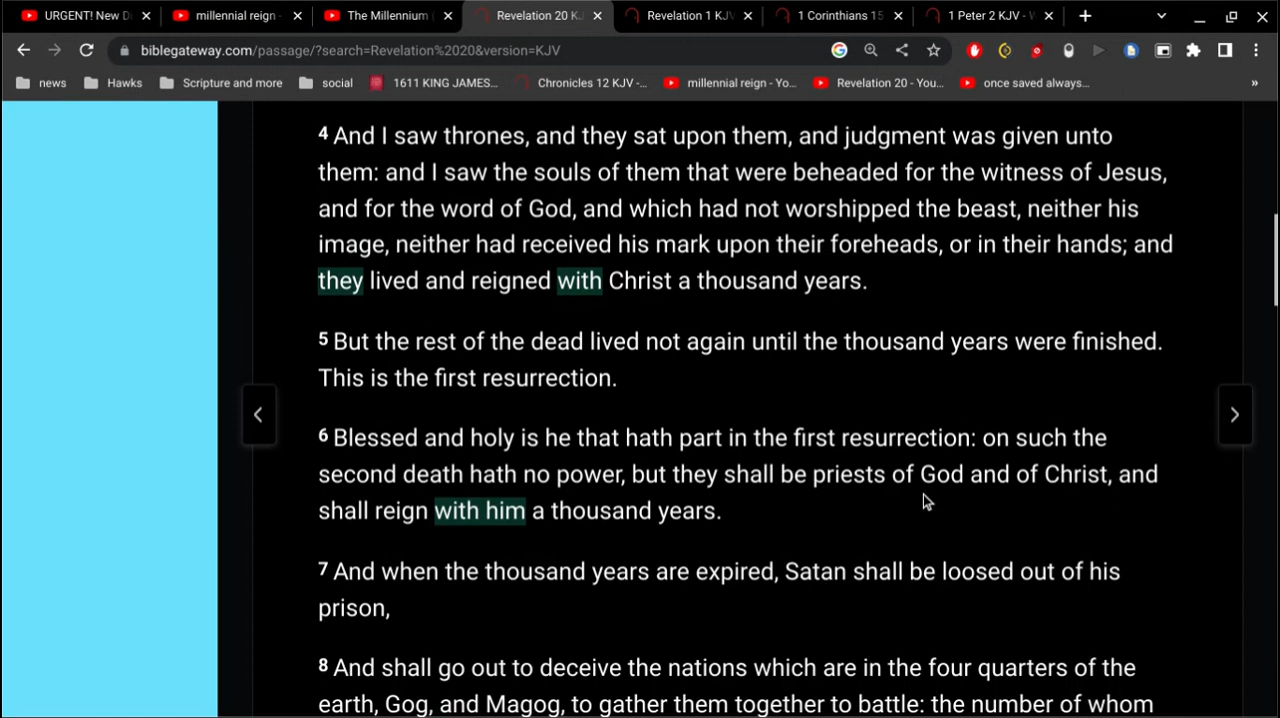 URGENT! New D
millennial reign -
The Millennium (
Revelation 20 KJ
Revelation 1 KJV
1 Corinthians 15
1 Peter 2 KJV - W
biblegateway.com/passage/?search=Revelation%2020&version=KJV
news
Hawks
Scripture and more
social
1611 KING JAMES...
Chronicles 12 KJV -...
millennial reign - Yo...
Revelation 20 - You...
once saved always...
»
4 And I saw thrones, and they sat upon them, and judgment was given unto
them: and I saw the souls of them that were beheaded for the witness of Jesus,
and for the word of God, and which had not worshipped the beast, neither his
image, neither had received his mark upon their foreheads, or in their hands; and
they lived and reigned with Christ a thousand years.
5 But the rest of the dead lived not again until the thousand years were finished.
This is the first resurrection.
6 Blessed and holy is he that hath part in the first resurrection: on such the
second death hath no power, but they shall be priests of God and of Christ, and
shall reign with him a thousand years.
7 And when the thousand years are expired, Satan shall be loosed out of his
prison,
8 And shall go out to deceive the nations which are in the four quarters of the
earth, Gog, and Magog, to gather them together to battle: the number of whom